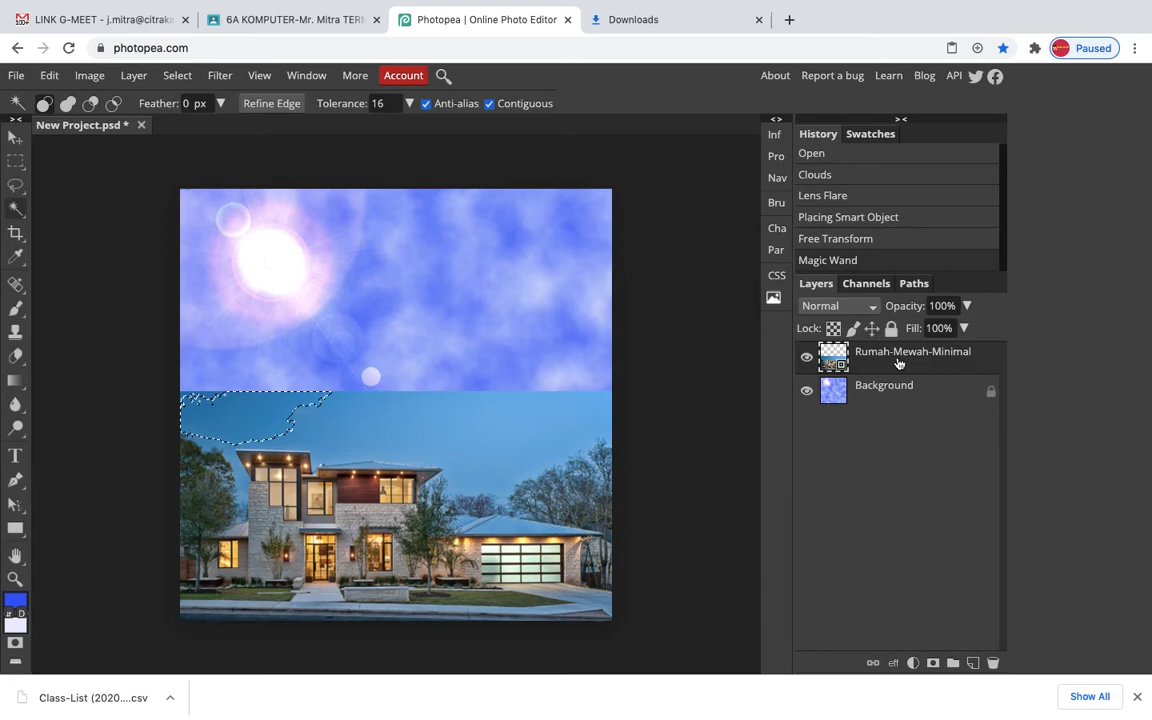 LINK G-MEET - j.mitra@citraka
6A KOMPUTER-Mr. Mitra TERM
Photopea | Online Photo Editor
Downloads
photopea.com
Paused
File Edit Image Layer Select Filter View Window More Account
About Report a bug Learn Blog API
Feather: 0 px Refine Edge Tolerance: 16 Anti-alias Contiguous
> < < > > <
New Project.psd *
Inf
History Swatches
Open
Pro
Clouds
Nav
Lens Flare
Bru
Placing Smart Object
Cha
Free Transform
Par
Magic Wand
CSS
Layers Channels Paths
Normal Opacity: 100%
Lock: Fill: 100%
Rumah-Mewah-Minimal
Background
D
eff
Class-List (2020....csv
Show All